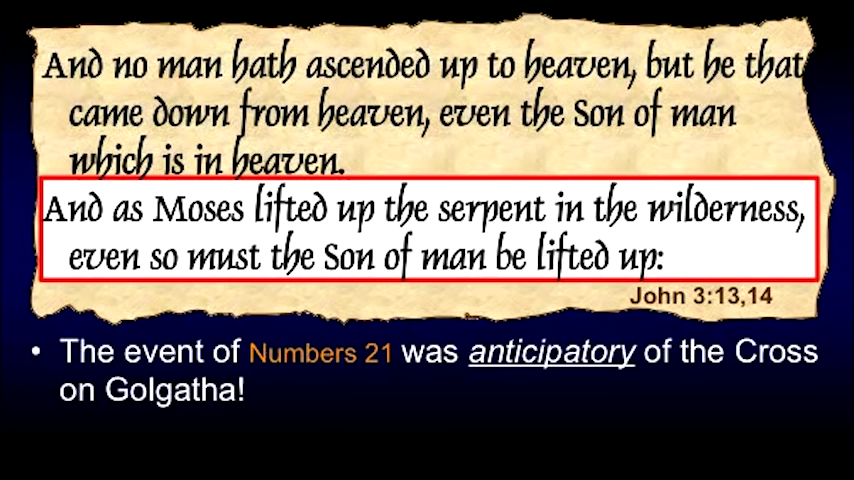 And no man hath ascended up to heaven, but he that
came down from heaven, even the Son of man
which is in heaven.
And as Moses lifted up the serpent in the wilderness,
even so must the Son of man be lifted up:
John 3:13,14
• The event of Numbers 21 was anticipatory of the Cross
on Golgatha!